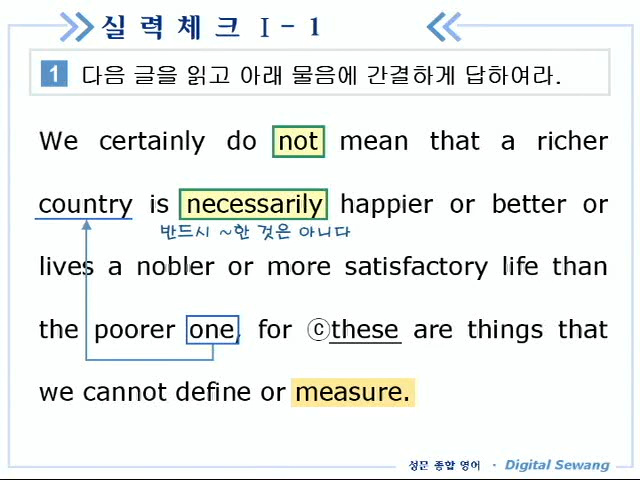 실 력 체 크 Ⅰ - 1
1 다음 글을 읽고 아래 물음에 간결하게 답하여라.
We certainly do not mean that a richer
country is necessarily happier or better or
반드시 ~한 것은 아니다
lives a nobler or more satisfactory life than
the poorer one, for ⓒthese are things that
we cannot define or measure.
성문 종합 영어 · Digital Sewang